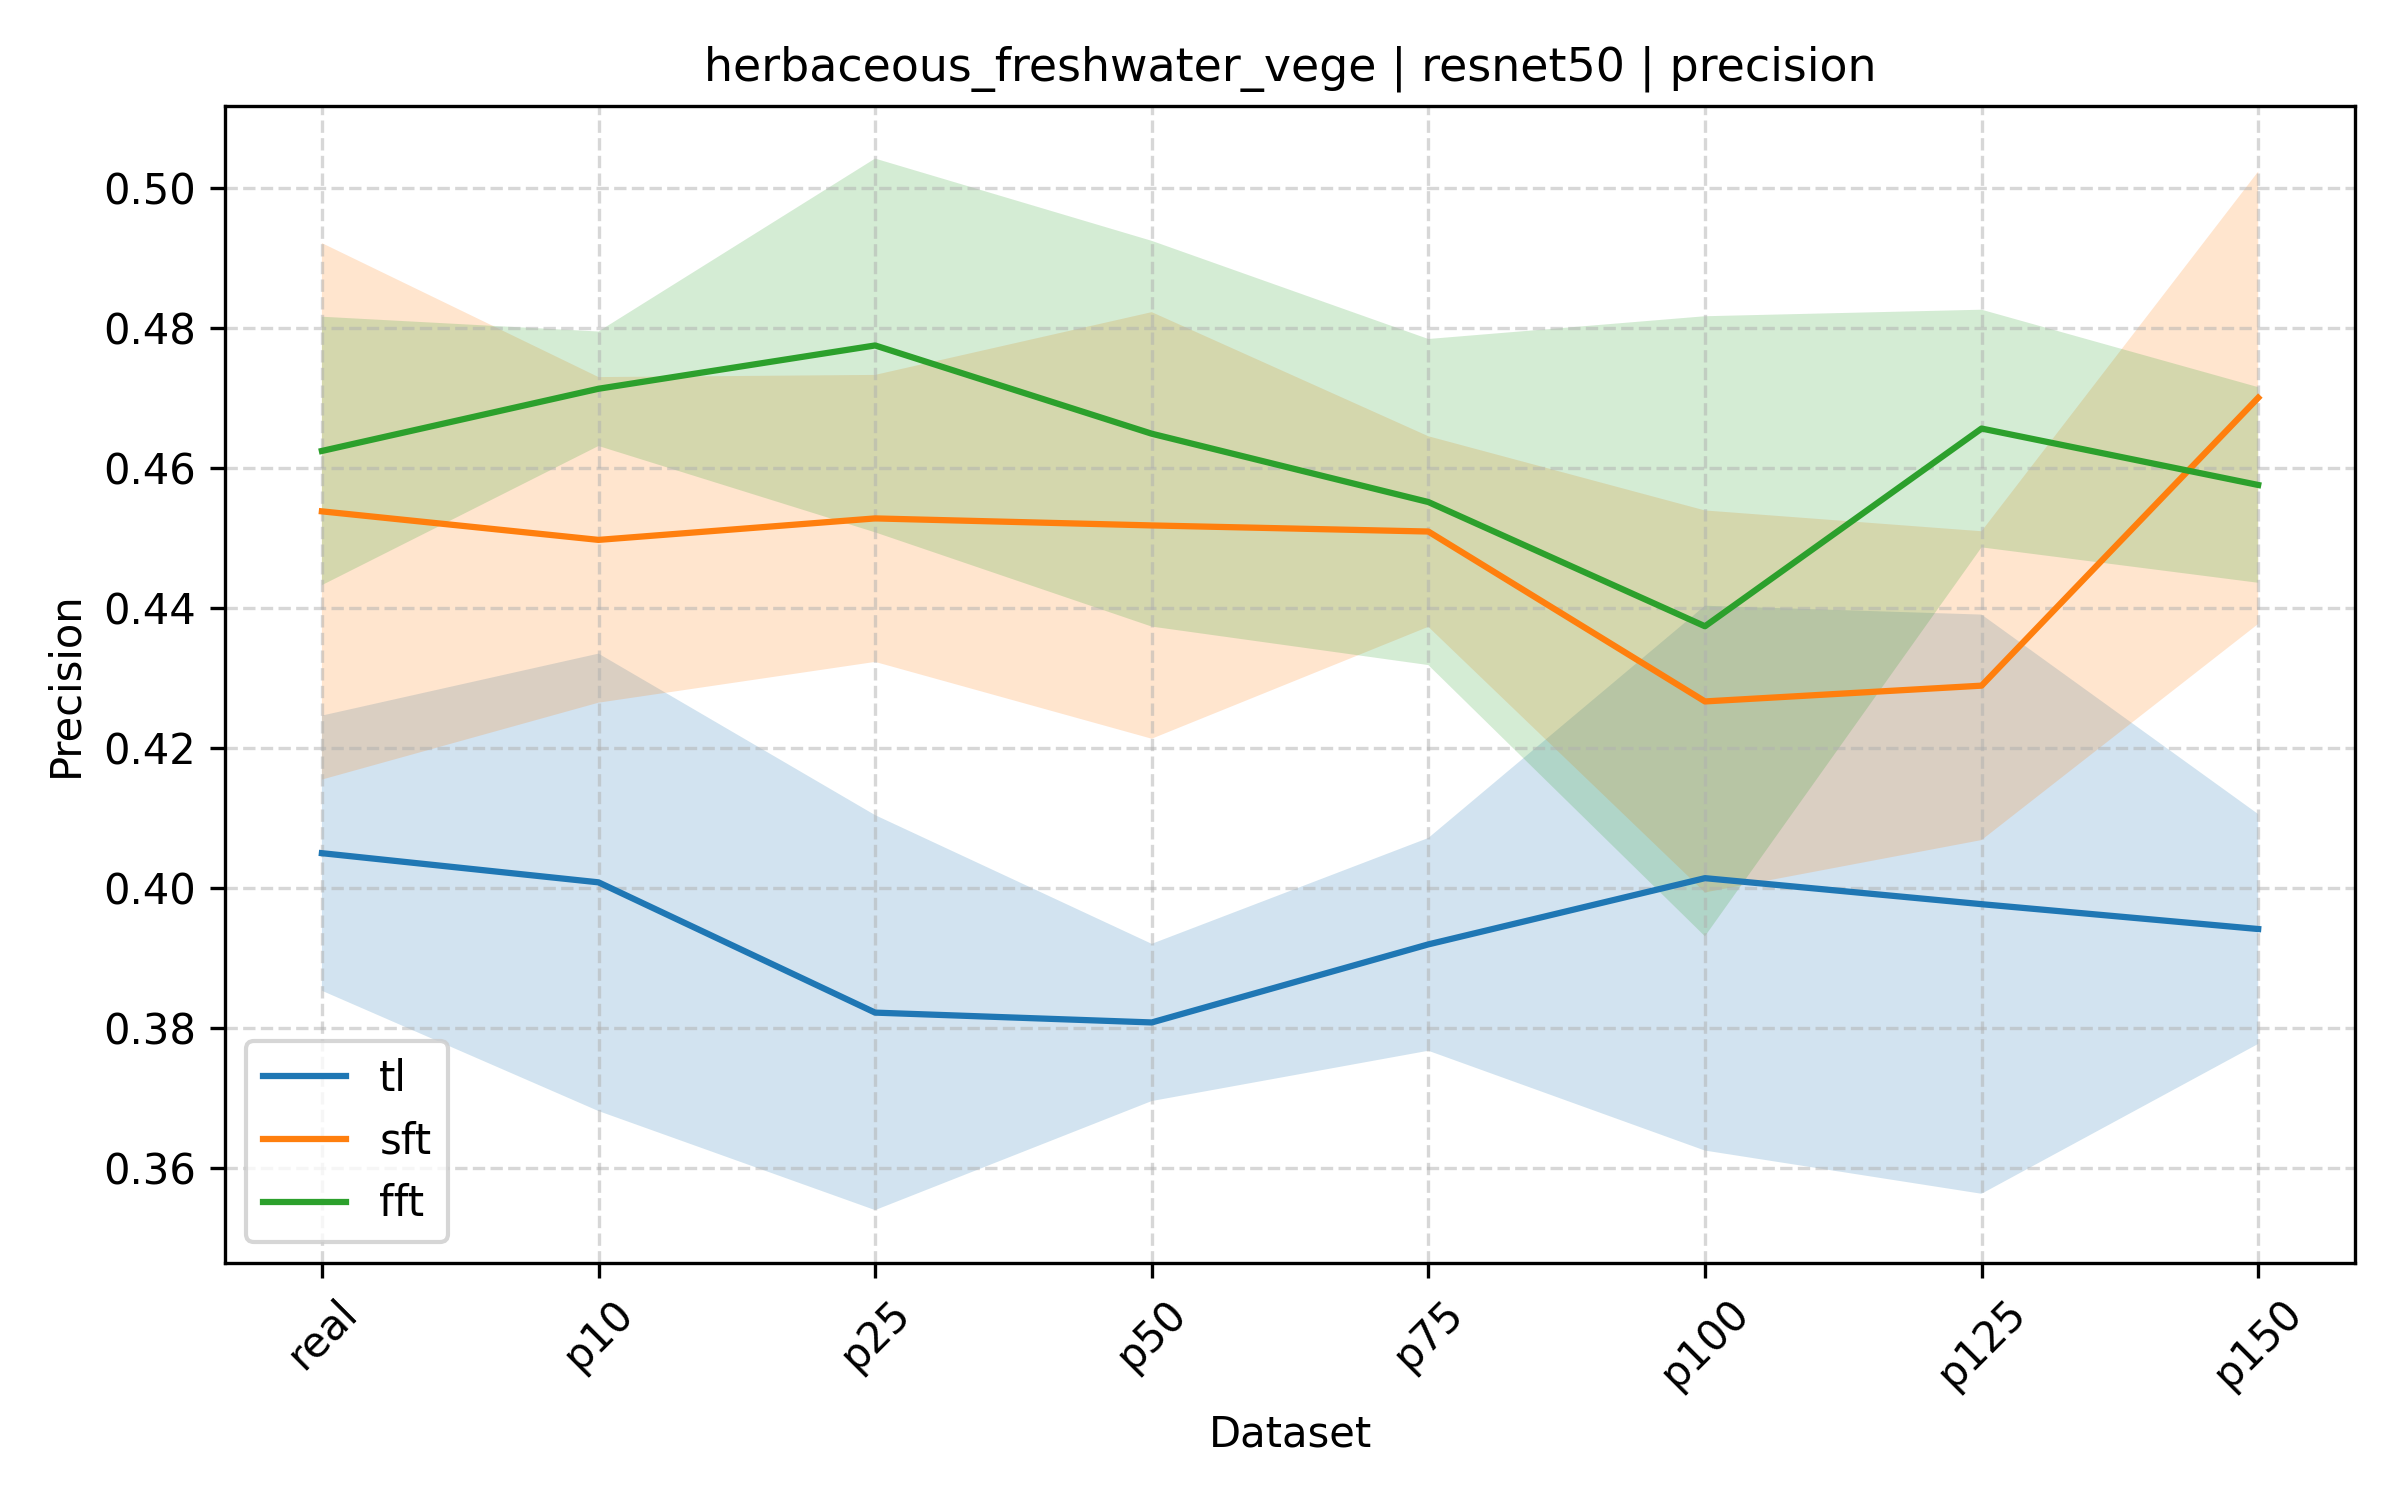 herbaceous_freshwater_vege | resnet50 | precision
0.50
0.48
0.46
0.44
0.42
0.40
0.38
0.36
Precision
tl
sft
fft
real
p10
p25
p50
p75
p100
p125
p150
Dataset